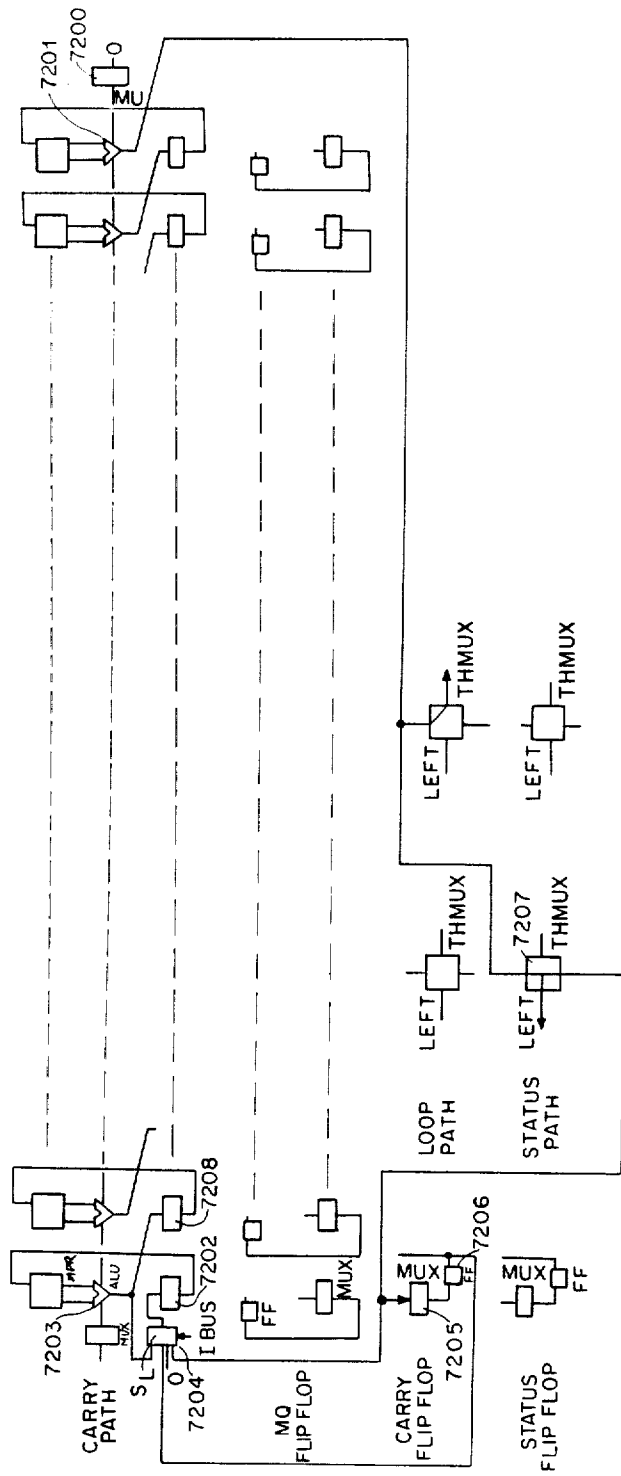 7201
7200
O
MU
7203
MPR
ALU
MUX
7208
7202
S
L
O
7204
I BUS
CARRY
PATH
MQ
FLIP FLOP
FF
MUX
CARRY
FLIP FLOP
MUX
FF
7205
7206
STATUS
FLIP FLOP
MUX
FF
LOOP
PATH
LEFT
THMUX
LEFT
THMUX
STATUS
PATH
LEFT
7207
THMUX
LEFT
THMUX